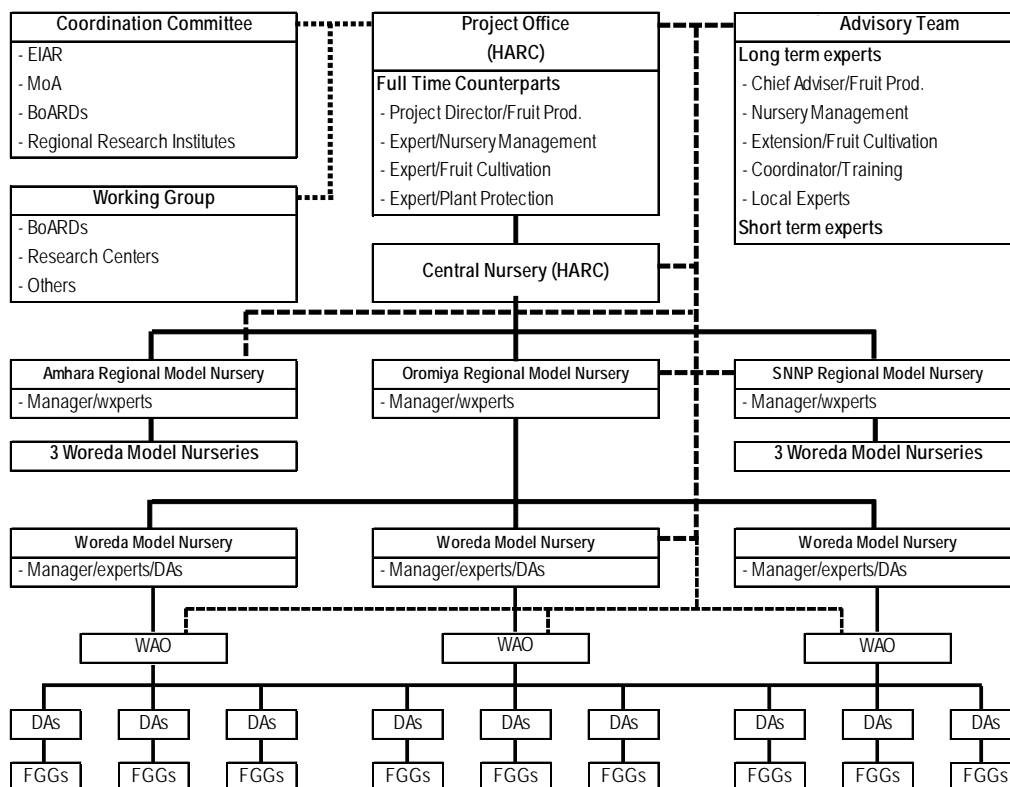 Coordination Committee
- EIAR
- MoA
- BoARDs
- Regional Research Institutes
Working Group
- BoARDs
- Research Centers
- Others
Project Office
(HARC)
Full Time Counterparts
- Project Director/Fruit Prod.
- Expert/Nursery Management
- Expert/Fruit Cultivation
- Expert/Plant Protection
Central Nursery (HARC)
Advisory Team
Long term experts
- Chief Adviser/Fruit Prod.
- Nursery Management
- Extension/Fruit Cultivation
- Coordinator/Training
- Local Experts
Short term experts
Amhara Regional Model Nursery
- Manager/wxperts
3 Woreda Model Nurseries
Oromiya Regional Model Nursery
- Manager/wxperts
SNNP Regional Model Nursery
- Manager/wxperts
3 Woreda Model Nurseries
Woreda Model Nursery
- Manager/experts/DAs
Woreda Model Nursery
- Manager/experts/DAs
Woreda Model Nursery
- Manager/experts/DAs
WAO
WAO
WAO
DAs
DAs
DAs
DAs
DAs
DAs
DAs
DAs
DAs
FGGs
FGGs
FGGs
FGGs
FGGs
FGGs
FGGs
FGGs
FGGs